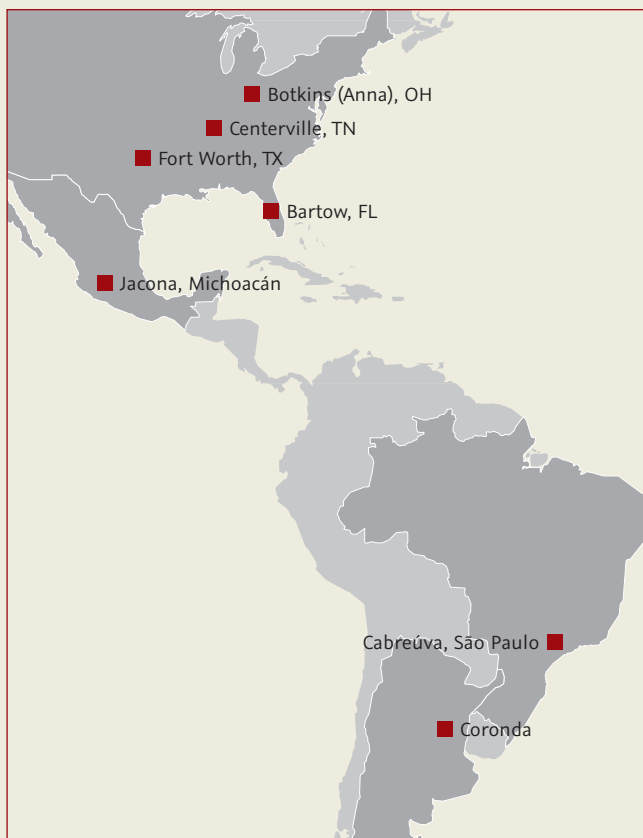 Botkins (Anna), OH
Centerville, TN
Fort Worth, TX
Bartow, FL
Jacona, Michoacán
Cabreúva, São Paulo
Coronda